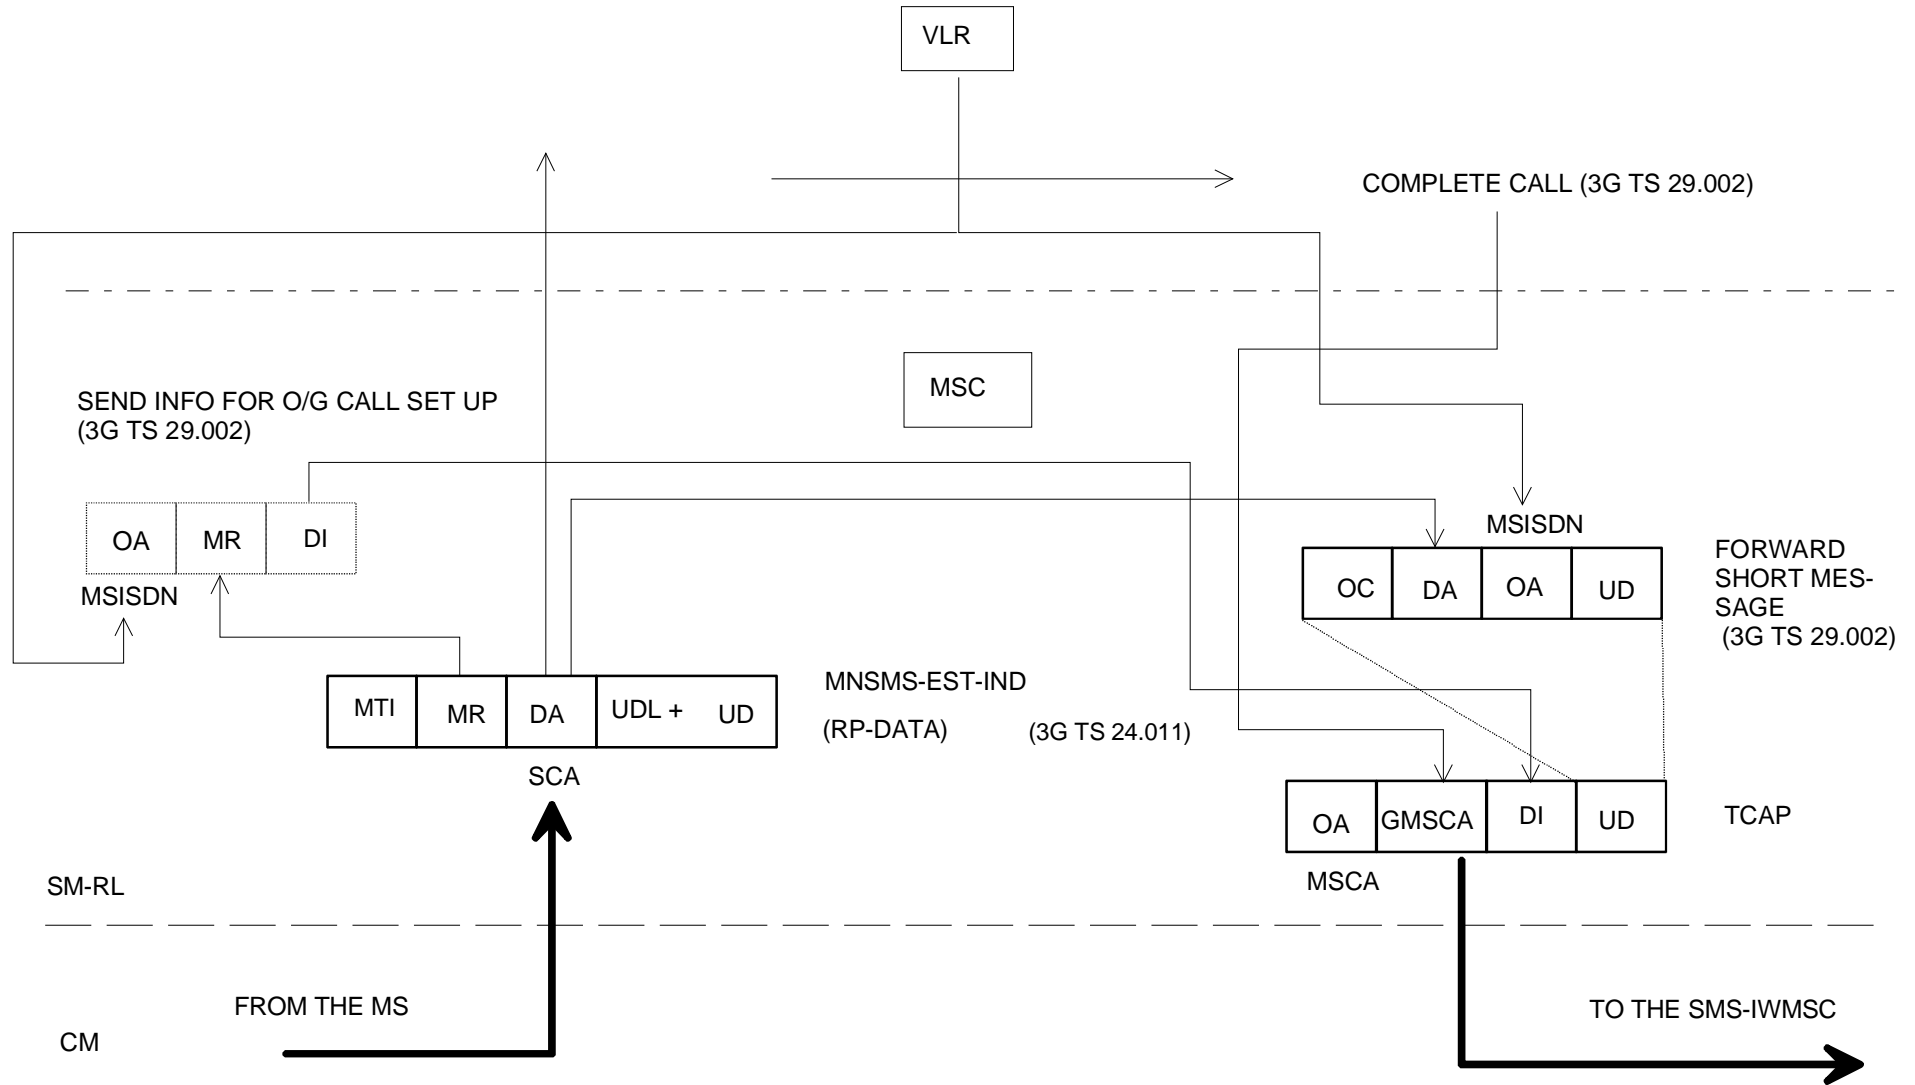 VLR
COMPLETE CALL (3G TS 29.002)
MSC
SEND INFO FOR O/G CALL SET UP
(3G TS 29.002)
OA MR DI
MSISDN
MSISDN
OC DA OA UD
FORWARD
SHORT MES-
SAGE
(3G TS 29.002)
MTI MR DA UDL + UD
MNSMS-EST-IND
(RP-DATA) (3G TS 24.011)
SCA
OA GMSCA DI UD
TCAP
MSCA
SM-RL
FROM THE MS
TO THE SMS-IWMSC
CM